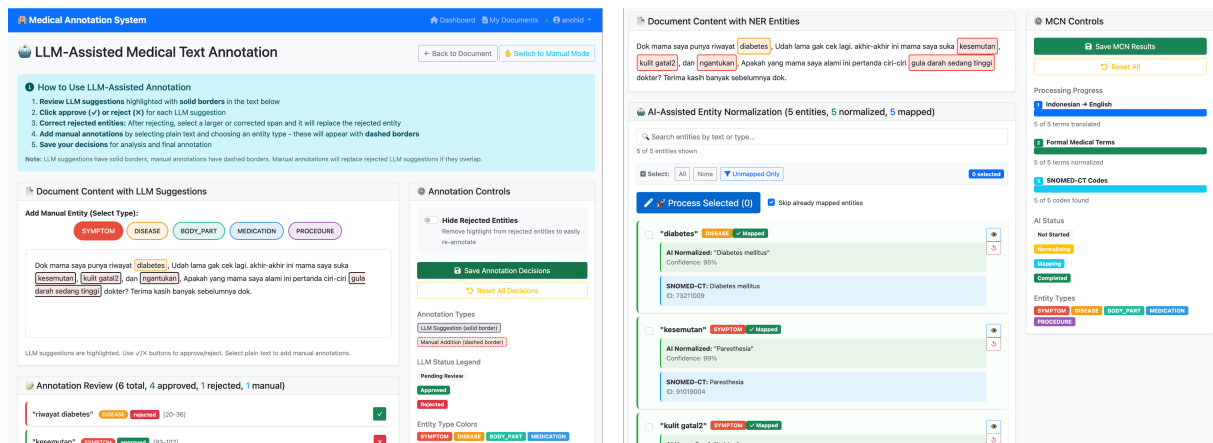 Medical Annotation System
Dashboard My Documents anohid
LLM-Assisted Medical Text Annotation
← Back to Document
Switch to Manual Mode
How to Use LLM-Assisted Annotation
1. Review LLM suggestions highlighted with solid borders in the text below
2. Click approve (✓) or reject (✕) for each LLM suggestion
3. Correct rejected entities: After rejecting, select a larger or corrected span and it will replace the rejected entity
4. Add manual annotations by selecting plain text and choosing an entity type - these will appear with dashed borders
5. Save your decisions for analysis and final annotation
Note: LLM suggestions have solid borders, manual annotations have dashed borders. Manual annotations will replace rejected LLM suggestions if they overlap.
Document Content with LLM Suggestions
Add Manual Entity (Select Type):
SYMPTOM DISEASE BODY_PART MEDICATION PROCEDURE
Dok mama saya punya riwayat diabetes , Udah lama gak cek lagi. akhir-akhir ini mama saya suka
kesemutan , kulit gatal2 , dan ngantukan , Apakah yang mama saya alami ini pertanda ciri-ciri gula
darah sedang tinggi dokter? Terima kasih banyak sebelumnya dok.
LLM suggestions are highlighted. Use ✓/✕ buttons to approve/reject. Select plain text to add manual annotations.
Annotation Review (6 total, 4 approved, 1 rejected, 1 manual)
"riwayat diabetes" DISEASE rejected [20-36]
"kesemutan" SYMPTOM approved [93-102]
Annotation Controls
Hide Rejected Entities
Remove highlight from rejected entities to easily
re-annotate
Save Annotation Decisions
Reset All Decisions
Annotation Types
LLM Suggestion (solid border)
Manual Addition (dashed border)
LLM Status Legend
Pending Review
Approved
Rejected
Entity Type Colors
SYMPTOM DISEASE BODY_PART MEDICATION
Document Content with NER Entities
Dok mama saya punya riwayat diabetes , Udah lama gak cek lagi. akhir-akhir ini mama saya suka kesemutan ,
kulit gatal2 , dan ngantukan , Apakah yang mama saya alami ini pertanda ciri-ciri gula darah sedang tinggi
dokter? Terima kasih banyak sebelumnya dok.
AI-Assisted Entity Normalization (5 entities, 5 normalized, 5 mapped)
Search entities by text or type...
5 of 5 entities shown
Select: All None Unmapped Only 0 selected
Process Selected (0) Skip already mapped entities
"diabetes" DISEASE ✓ Mapped
AI Normalized: "Diabetes mellitus"
Confidence: 95%
SNOMED-CT: Diabetes mellitus
ID: 73211009
"kesemutan" SYMPTOM ✓ Mapped
AI Normalized: "Paresthesia"
Confidence: 99%
SNOMED-CT: Paresthesia
ID: 91019004
"kulit gatal2" SYMPTOM ✓ Mapped
MCN Controls
Save MCN Results
Reset All
Processing Progress
1 Indonesian → English
5 of 5 terms translated
2 Formal Medical Terms
5 of 5 terms normalized
3 SNOMED-CT Codes
5 of 5 codes found
AI Status
Not Started
Normalizing
Mapping
Completed
Entity Types
SYMPTOM DISEASE BODY_PART MEDICATION
PROCEDURE